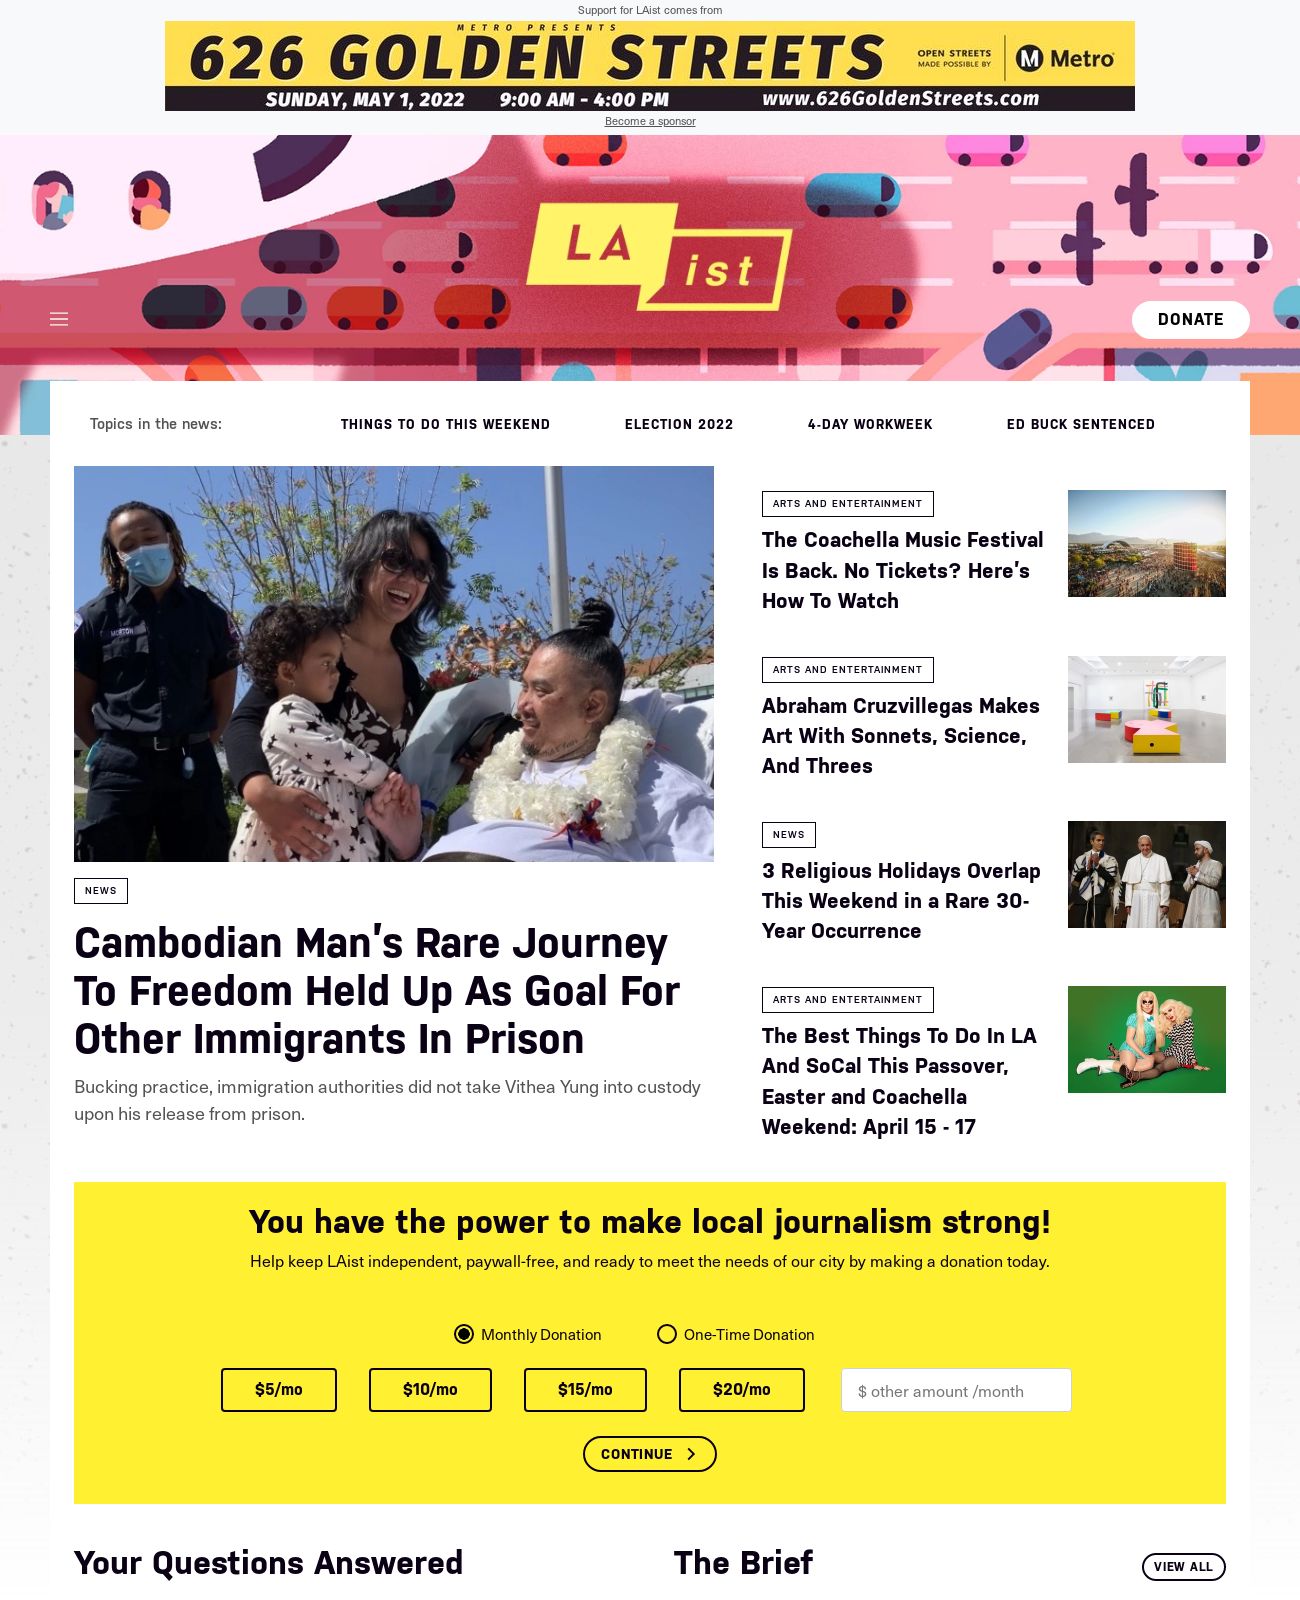 Support for LAist comes from
METRO PRESENTS
626 GOLDEN STREETS
OPEN STREETS
MADE POSSIBLE BY
M Metro
SUNDAY, MAY 1, 2022 9:00 AM - 4:00 PM www.626GoldenStreets.com
Become a sponsor
LA
ist
DONATE
Topics in the news: THINGS TO DO THIS WEEKEND ELECTION 2022 4-DAY WORKWEEK ED BUCK SENTENCED
MORTON
NEWS
Cambodian Man's Rare Journey
To Freedom Held Up As Goal For
Other Immigrants In Prison
Bucking practice, immigration authorities did not take Vithea Yung into custody
upon his release from prison.
ARTS AND ENTERTAINMENT
The Coachella Music Festival
Is Back. No Tickets? Here's
How To Watch
ARTS AND ENTERTAINMENT
Abraham Cruzvillegas Makes
Art With Sonnets, Science,
And Threes
NEWS
3 Religious Holidays Overlap
This Weekend in a Rare 30-
Year Occurrence
ARTS AND ENTERTAINMENT
The Best Things To Do In LA
And SoCal This Passover,
Easter and Coachella
Weekend: April 15 - 17
You have the power to make local journalism strong!
Help keep LAist independent, paywall-free, and ready to meet the needs of our city by making a donation today.
Monthly Donation One-Time Donation
$5/mo $10/mo $15/mo $20/mo $ other amount /month
CONTINUE
Your Questions Answered
The Brief
VIEW ALL